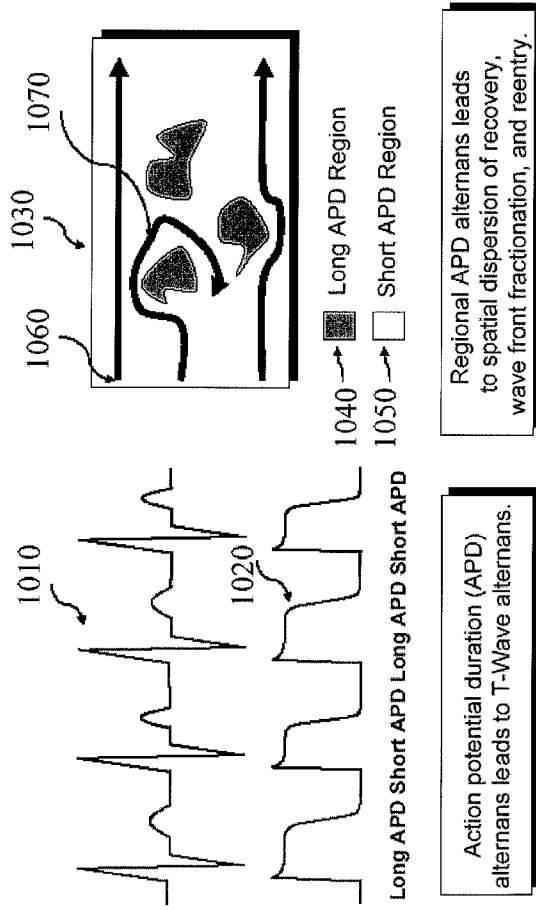 1010
1020
Long APD Short APD Long APD Short APD
Action potential duration (APD)
alternans leads to T-Wave alternans.
1030
1060
1070
1040
Long APD Region
1050
Short APD Region
Regional APD alternans leads
to spatial dispersion of recovery,
wave front fractionation, and reentry.